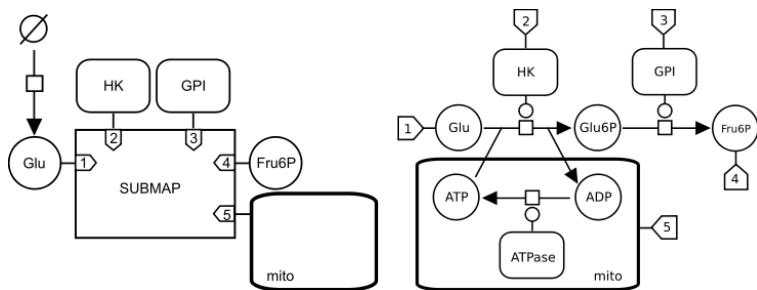 HK
GPI
Glu
1
2
3
4
Fru6P
SUBMAP
5
mito
2
3
HK
GPI
1
Glu
Glu6P
Fru6P
4
ATP
ADP
5
ATPase
mito